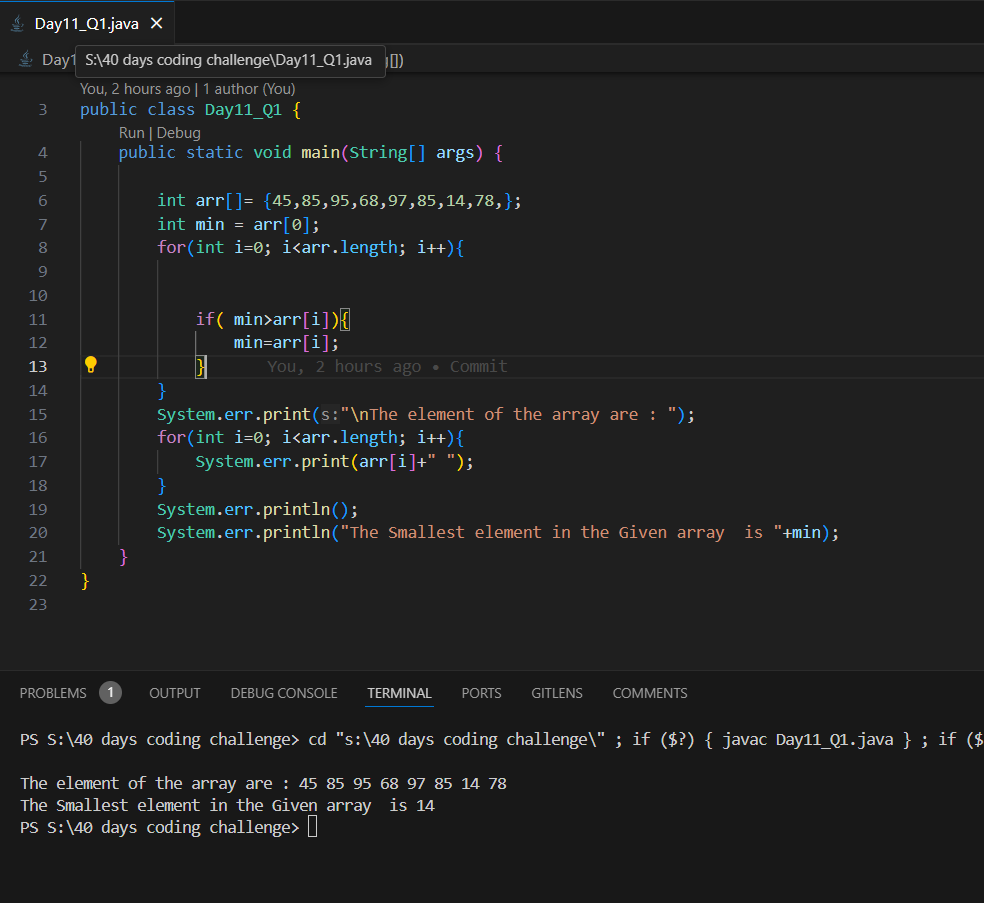 Day11_Q1.java
Day1
S:\40 days coding challenge\Day11_Q1.java
[])
You, 2 hours ago | 1 author (You)
3 public class Day11_Q1 {
Run | Debug
4 public static void main(String[] args) {
5
6 int arr[]= {45,85,95,68,97,85,14,78,};
7 int min = arr[0];
8 for(int i=0; i<arr.length; i++){
9
10
11 if( min>arr[i]){
12 min=arr[i];
13 } You, 2 hours ago • Commit
14 }
15 System.err.print(s:"\nThe element of the array are : ");
16 for(int i=0; i<arr.length; i++){
17 System.err.print(arr[i]+" ");
18 }
19 System.err.println();
20 System.err.println("The Smallest element in the Given array  is "+min);
21 }
22 }
23
PROBLEMS 1 OUTPUT DEBUG CONSOLE TERMINAL PORTS GITLENS COMMENTS
PS S:\40 days coding challenge> cd "s:\40 days coding challenge\" ; if ($?) { javac Day11_Q1.java } ; if ($
The element of the array are : 45 85 95 68 97 85 14 78
The Smallest element in the Given array  is 14
PS S:\40 days coding challenge>